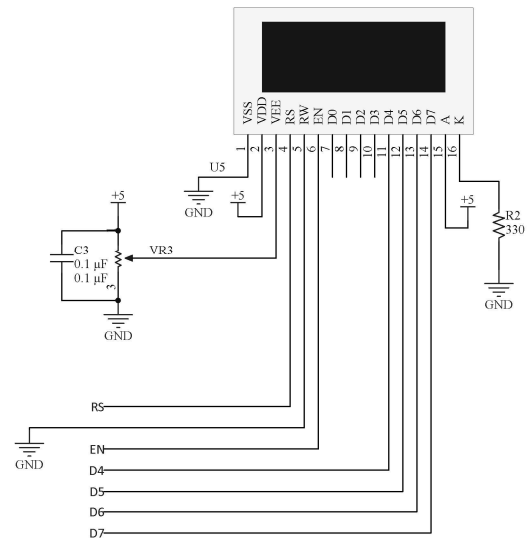 VSS VDD VEE RS RW EN D0 D1 D2 D3 D4 D5 D6 D7 A K
1 2 3 4 5 6 7 8 9 10 11 12 13 14 15 16
U5
GND
+5
+5
R2
330
GND
+5
C3
0.1 µF
0.1 µF
3
VR3
GND
RS
GND
EN
D4
D5
D6
D7